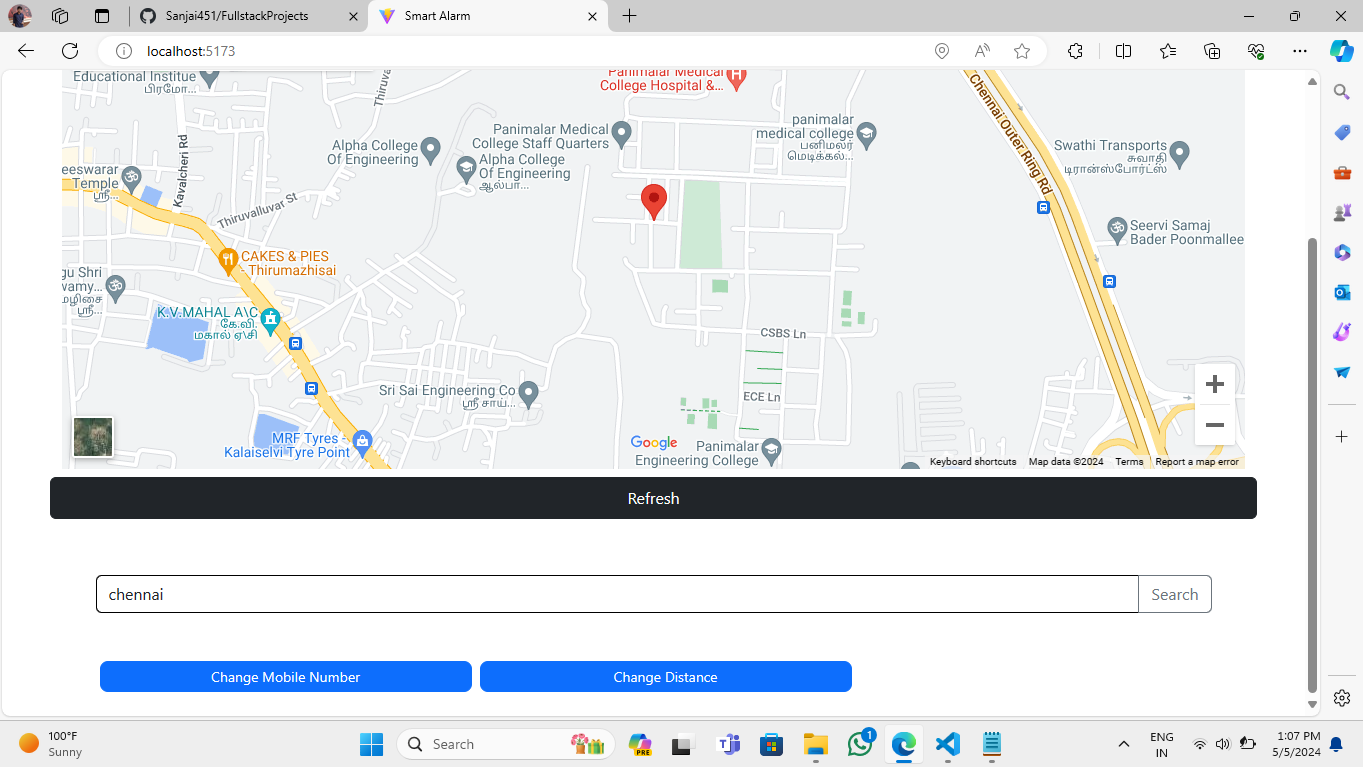 Sanjai451/FullstackProjects
Smart Alarm
localhost:5173
Educational Institue
பிரமோ...
Thiruva
Panimalar Medical
College Hospital &...
Chennai Outer Ring Rd
Kavalcheri Rd
Alpha College
Of Engineering
Panimalar Medical
College Staff Quarters
Alpha College
Of Engineering
ஆல்பா...
panimalar
medical college
பனிமலர்
மெடிக்கல்...
Swathi Transports
சுவாதி
டிரான்ஸ்போர்ட்ஸ்
eeswarar
Temple
ஸ்ரீ...
Thiruvalluvar St
Seervi Samaj
Bader Poonmallee
CAKES & PIES
- Thirumazhisai
gu Shri
wamy...
மழிசை
ஸ்ரீ...
K.V.MAHAL A\C
கே.வி.
மகால் ஏ\சி
CSBS Ln
Sri Sai Engineering Co
ஸ்ரீ சாய்...
ECE Ln
MRF Tyres -
Kalaiselvi Tyre Point
Google
Panimalar
Engineering College
Keyboard shortcuts
Map data ©2024
Terms
Report a map error
Refresh
chennai
Search
Change Mobile Number
Change Distance
100°F
Sunny
Search
PRE
1
ENG
IN
1:07 PM
5/5/2024